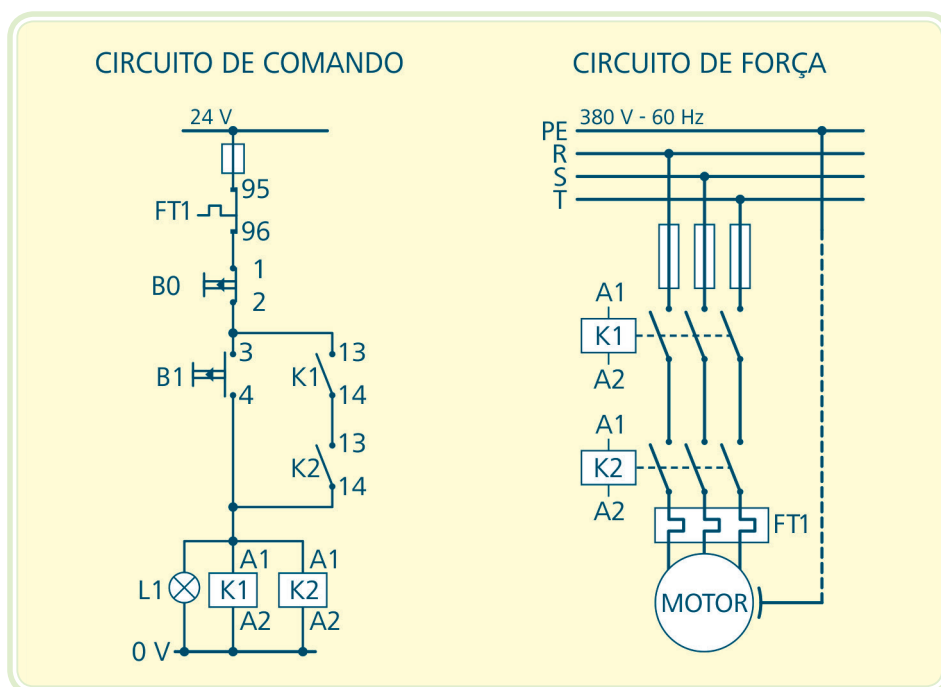 CIRCUITO DE COMANDO
24 V
95
FT1
96
1
B0
2
3
B1
4
K1
13
14
K2
13
14
L1
A1
K1
A2
A1
K2
A2
0 V
CIRCUITO DE FORÇA
380 V - 60 Hz
PE
R
S
T
A1
K1
A2
A1
K2
A2
FT1
MOTOR